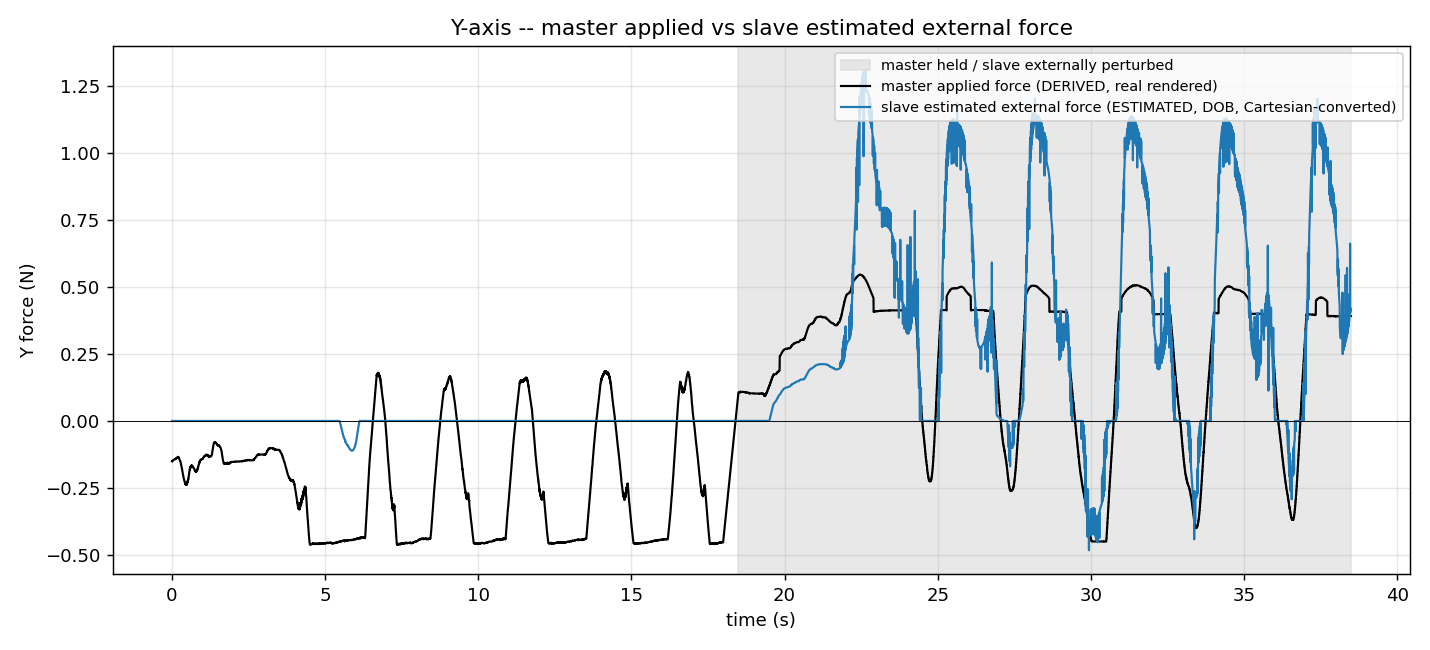 Y-axis -- master applied vs slave estimated external force
master held / slave externally perturbed
master applied force (DERIVED, real rendered)
slave estimated external force (ESTIMATED, DOB, Cartesian-converted)
Y force (N)
1.25
1.00
0.75
0.50
0.25
0.00
−0.25
−0.50
0 5 10 15 20 25 30 35 40
time (s)